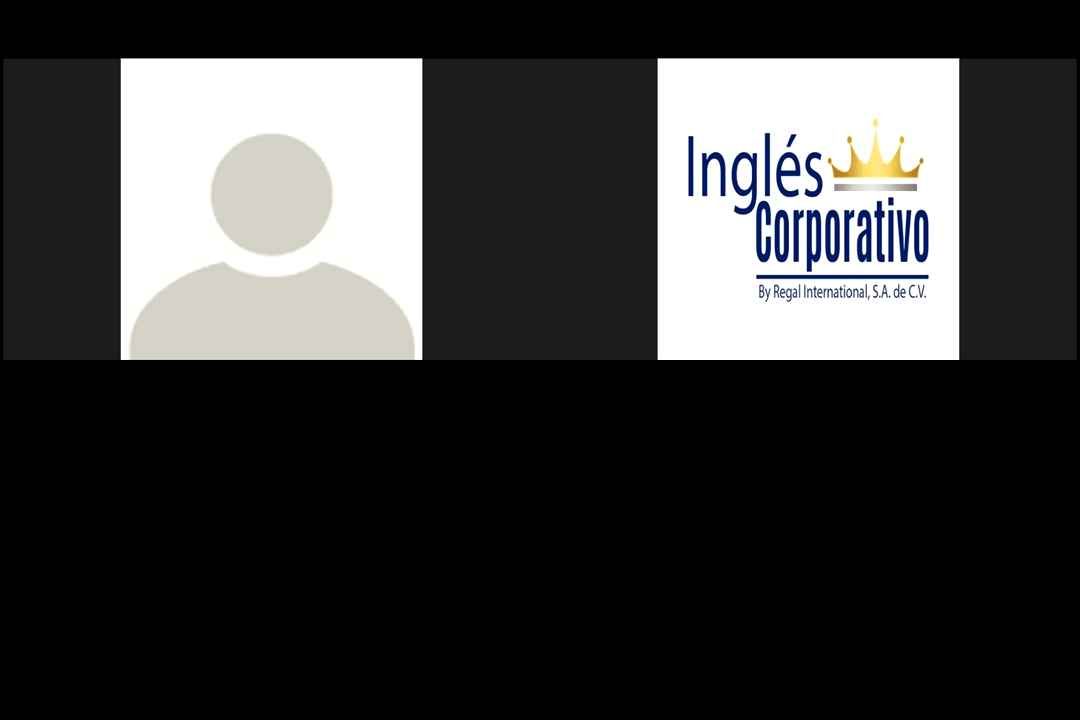 Inglés
Corporativo
By Regal International, S.A. de C.V.